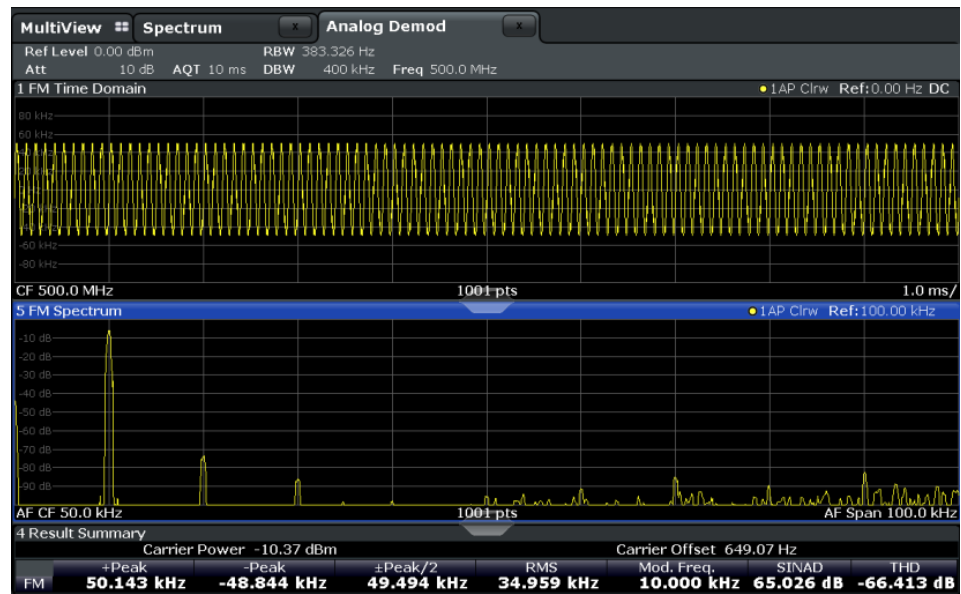 MultiView Spectrum x Analog Demod x
Ref Level 0.00 dBm RBW 383.326 Hz
Att 10 dB AQT 10 ms DBW 400 kHz Freq 500.0 MHz
1 FM Time Domain 1AP Clrw Ref:0.00 Hz DC
80 kHz
60 kHz
-60 kHz
-80 kHz
CF 500.0 MHz 1001 pts 1.0 ms/
5 FM Spectrum 1AP Clrw Ref:100.00 kHz
-10 dB
-20 dB
-30 dB
-40 dB
-50 dB
-60 dB
-70 dB
-80 dB
-90 dB
AF CF 50.0 kHz 1001 pts AF Span 100.0 kHz
4 Result Summary
Carrier Power -10.37 dBm Carrier Offset 649.07 Hz
+Peak -Peak ±Peak/2 RMS Mod. Freq. SINAD THD
FM 50.143 kHz -48.844 kHz 49.494 kHz 34.959 kHz 10.000 kHz 65.026 dB -66.413 dB